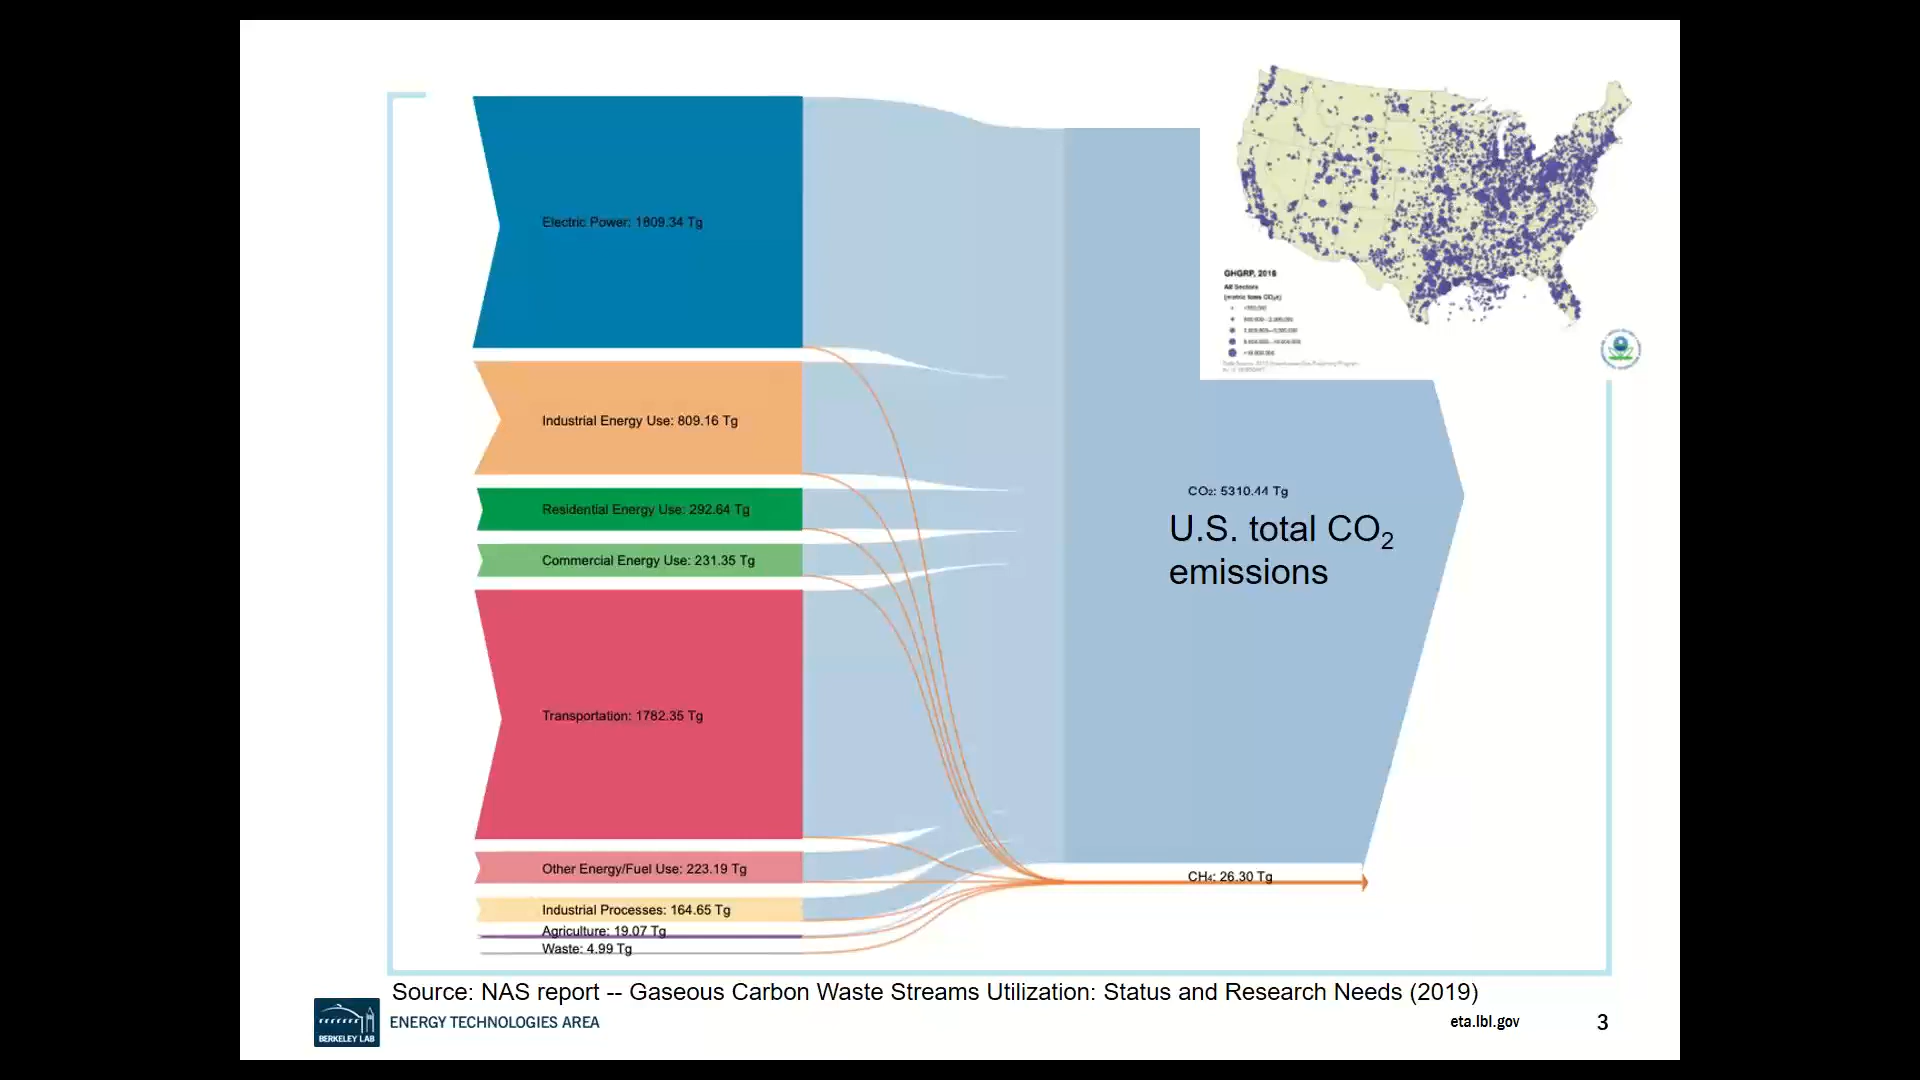 Electric Power: 1809.34 Tg
Industrial Energy Use: 809.16 Tg
Residential Energy Use: 292.64 Tg
Commercial Energy Use: 231.35 Tg
Transportation: 1782.35 Tg
Other Energy/Fuel Use: 223.19 Tg
Industrial Processes: 164.65 Tg
Agriculture: 19.07 Tg
Waste: 4.99 Tg
GHGRP, 2018
All Sectors
(metric tons CO₂e)
CO₂: 5310.44 Tg
U.S. total CO₂
emissions
CH₄: 26.30 Tg
Source: NAS report -- Gaseous Carbon Waste Streams Utilization: Status and Research Needs (2019)
BERKELEY LAB
ENERGY TECHNOLOGIES AREA
eta.lbl.gov
3